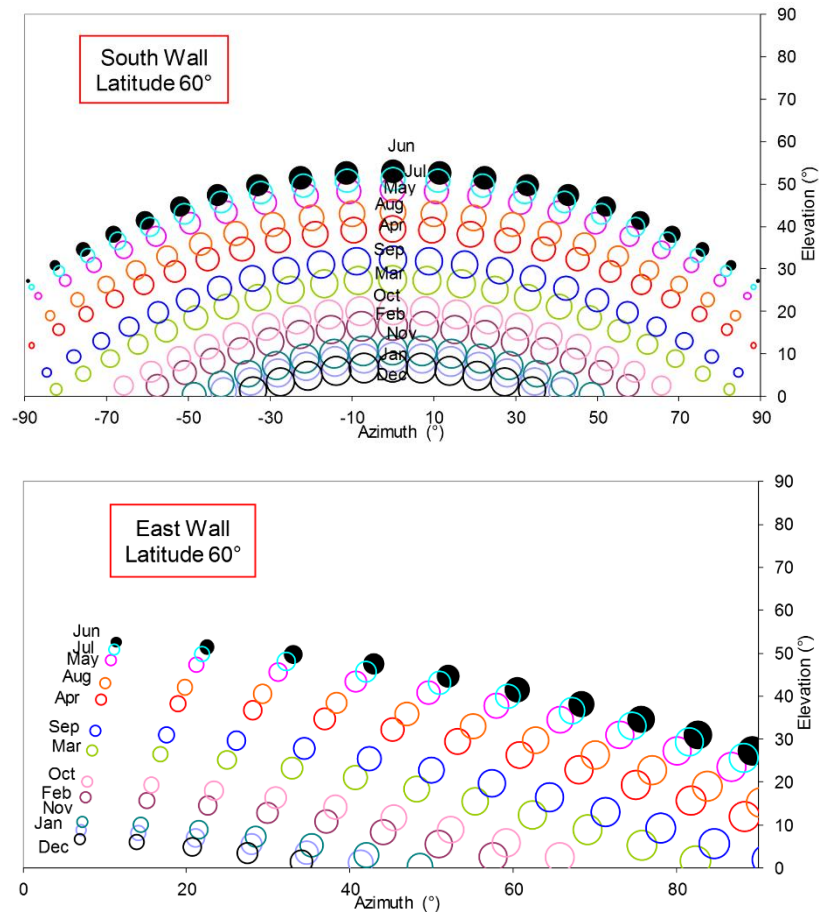 South Wall
Latitude 60°
90
80
70
60
50
40
30
20
10
0
Elevation (°)
Jun
Jul
May
Aug
Apr
Sep
Mar
Oct
Feb
Nov
Jan
Dec
-90 -70 -50 -30 -10 10 30 50 70 90
Azimuth (°)
East Wall
Latitude 60°
90
80
70
60
50
40
30
20
10
0
Elevation (°)
Jun
Jul
May
Aug
Apr
Sep
Mar
Oct
Feb
Nov
Jan
Dec
0 20 40 60 80
Azimuth (°)